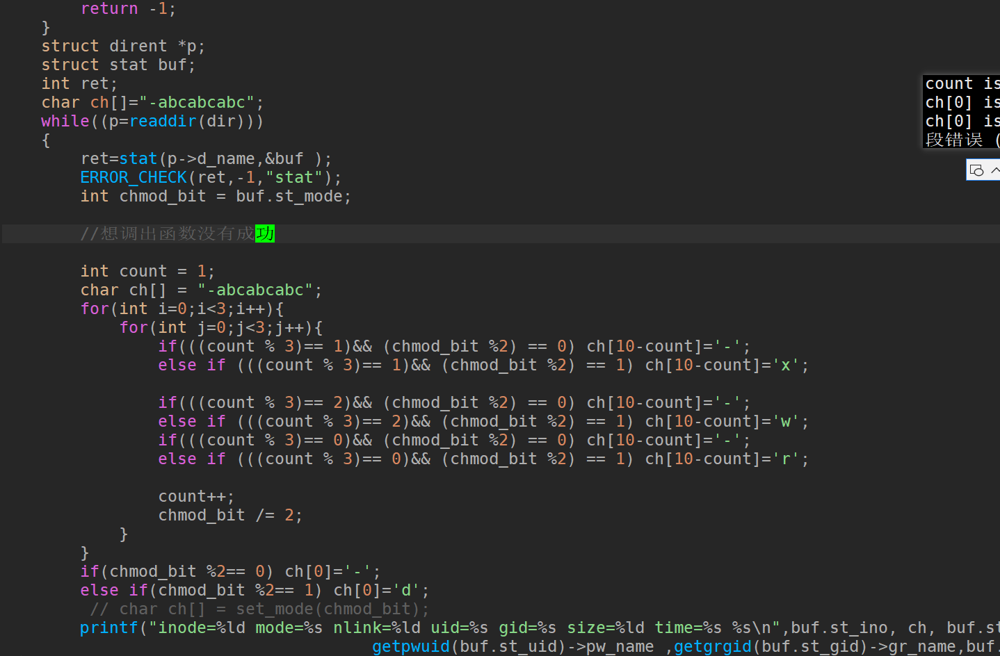 return -1;
}
struct dirent *p;
struct stat buf;
int ret;
char ch[]="-abcabcabc";
while((p=readdir(dir)))
{
ret=stat(p->d_name,&buf );
ERROR_CHECK(ret,-1,"stat");
int chmod_bit = buf.st_mode;
//想调出函数没有成功
int count = 1;
char ch[] = "-abcabcabc";
for(int i=0;i<3;i++){
for(int j=0;j<3;j++){
if(((count % 3)== 1)&& (chmod_bit %2) == 0) ch[10-count]='-';
else if (((count % 3)== 1)&& (chmod_bit %2) == 1) ch[10-count]='x';
if(((count % 3)== 2)&& (chmod_bit %2) == 0) ch[10-count]='-';
else if (((count % 3)== 2)&& (chmod_bit %2) == 1) ch[10-count]='w';
if(((count % 3)== 0)&& (chmod_bit %2) == 0) ch[10-count]='-';
else if (((count % 3)== 0)&& (chmod_bit %2) == 1) ch[10-count]='r';
count++;
chmod_bit /= 2;
}
}
if(chmod_bit %2== 0) ch[0]='-';
else if(chmod_bit %2== 1) ch[0]='d';
// char ch[] = set_mode(chmod_bit);
printf("inode=%ld mode=%s nlink=%ld uid=%s gid=%s size=%ld time=%s %s\n",buf.st_ino, ch, buf.st
getpwuid(buf.st_uid)->pw_name ,getgrgid(buf.st_gid)->gr_name,buf.
count is
ch[0] is
ch[0] is
段错误 (